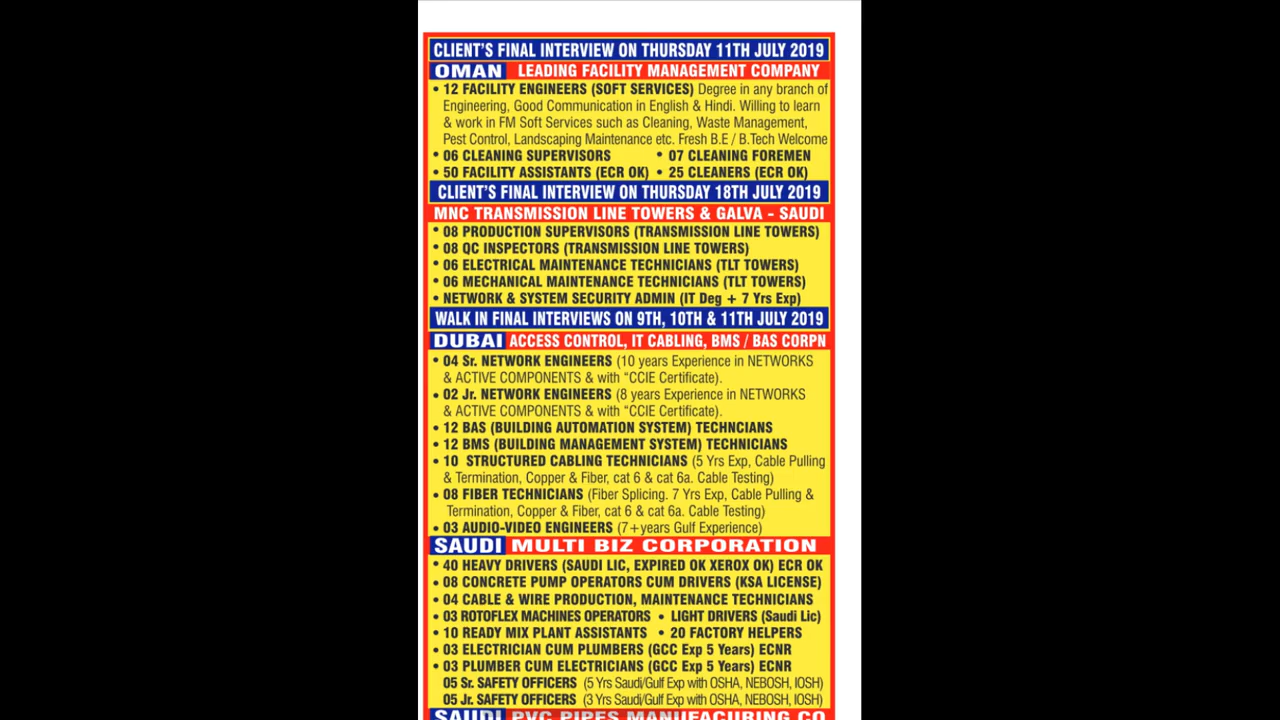 CLIENT'S FINAL INTERVIEW ON THURSDAY 11TH JULY 2019
OMAN LEADING FACILITY MANAGEMENT COMPANY
• 12 FACILITY ENGINEERS (SOFT SERVICES) Degree in any branch of
Engineering, Good Communication in English & Hindi. Willing to learn
& work in FM Soft Services such as Cleaning, Waste Management,
Pest Control, Landscaping Maintenance etc. Fresh B.E / B.Tech Welcome
• 06 CLEANING SUPERVISORS • 07 CLEANING FOREMEN
• 50 FACILITY ASSISTANTS (ECR OK) • 25 CLEANERS (ECR OK)
CLIENT'S FINAL INTERVIEW ON THURSDAY 18TH JULY 2019
MNC TRANSMISSION LINE TOWERS & GALVA - SAUDI
• 08 PRODUCTION SUPERVISORS (TRANSMISSION LINE TOWERS)
• 08 QC INSPECTORS (TRANSMISSION LINE TOWERS)
• 06 ELECTRICAL MAINTENANCE TECHNICIANS (TLT TOWERS)
• 06 MECHANICAL MAINTENANCE TECHNICIANS (TLT TOWERS)
• NETWORK & SYSTEM SECURITY ADMIN (IT Deg + 7 Yrs Exp)
WALK IN FINAL INTERVIEWS ON 9TH, 10TH & 11TH JULY 2019
DUBAI ACCESS CONTROL, IT CABLING, BMS / BAS CORPN
• 04 Sr. NETWORK ENGINEERS (10 years Experience in NETWORKS
& ACTIVE COMPONENTS & with “CCIE Certificate).
• 02 Jr. NETWORK ENGINEERS (8 years Experience in NETWORKS
& ACTIVE COMPONENTS & with “CCIE Certificate).
• 12 BAS (BUILDING AUTOMATION SYSTEM) TECHNCIANS
• 12 BMS (BUILDING MANAGEMENT SYSTEM) TECHNICIANS
• 10 STRUCTURED CABLING TECHNICIANS (5 Yrs Exp, Cable Pulling
& Termination, Copper & Fiber, cat 6 & cat 6a. Cable Testing)
• 08 FIBER TECHNICIANS (Fiber Splicing. 7 Yrs Exp, Cable Pulling &
Termination, Copper & Fiber, cat 6 & cat 6a. Cable Testing)
• 03 AUDIO-VIDEO ENGINEERS (7+years Gulf Experience)
SAUDI MULTI BIZ CORPORATION
• 40 HEAVY DRIVERS (SAUDI LIC, EXPIRED OK XEROX OK) ECR OK
• 08 CONCRETE PUMP OPERATORS CUM DRIVERS (KSA LICENSE)
• 04 CABLE & WIRE PRODUCTION, MAINTENANCE TECHNICIANS
• 03 ROTOFLEX MACHINES OPERATORS • LIGHT DRIVERS (Saudi Lic)
• 10 READY MIX PLANT ASSISTANTS • 20 FACTORY HELPERS
• 03 ELECTRICIAN CUM PLUMBERS (GCC Exp 5 Years) ECNR
• 03 PLUMBER CUM ELECTRICIANS (GCC Exp 5 Years) ECNR
05 Sr. SAFETY OFFICERS (5 Yrs Saudi/Gulf Exp with OSHA, NEBOSH, IOSH)
05 Jr. SAFETY OFFICERS (3 Yrs Saudi/Gulf Exp with OSHA, NEBOSH, IOSH)
SAUDI PVC PIPES MANUFACURING CO